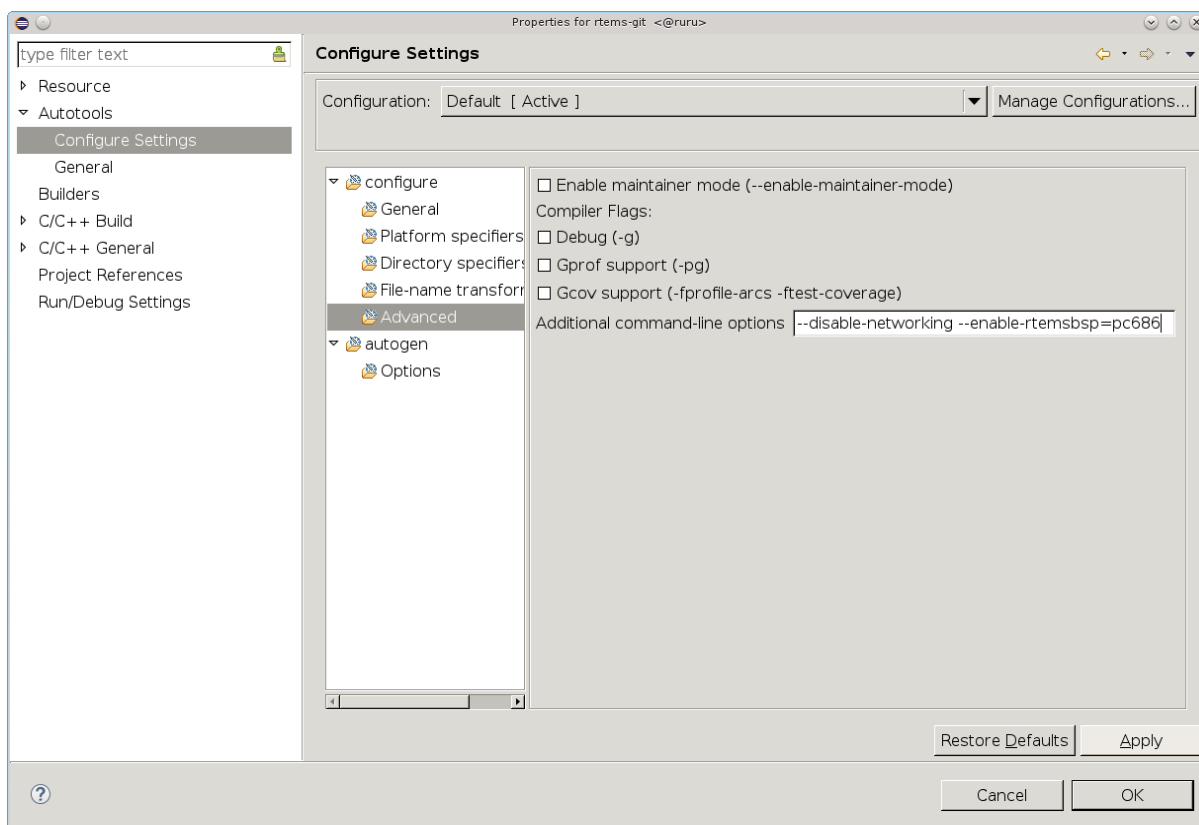 Properties for rtems-git <@ruru>
type filter text
Resource
Autotools
Configure Settings
General
Builders
C/C++ Build
C/C++ General
Project References
Run/Debug Settings
Configure Settings
Configuration: Default [ Active ] Manage Configurations...
configure
General
Platform specifiers
Directory specifiers
File-name transforr
Advanced
autogen
Options
Enable maintainer mode (--enable-maintainer-mode)
Compiler Flags:
Debug (-g)
Gprof support (-pg)
Gcov support (-fprofile-arcs -ftest-coverage)
Additional command-line options --disable-networking --enable-rtemsbsp=pc686
Restore Defaults Apply
? Cancel OK